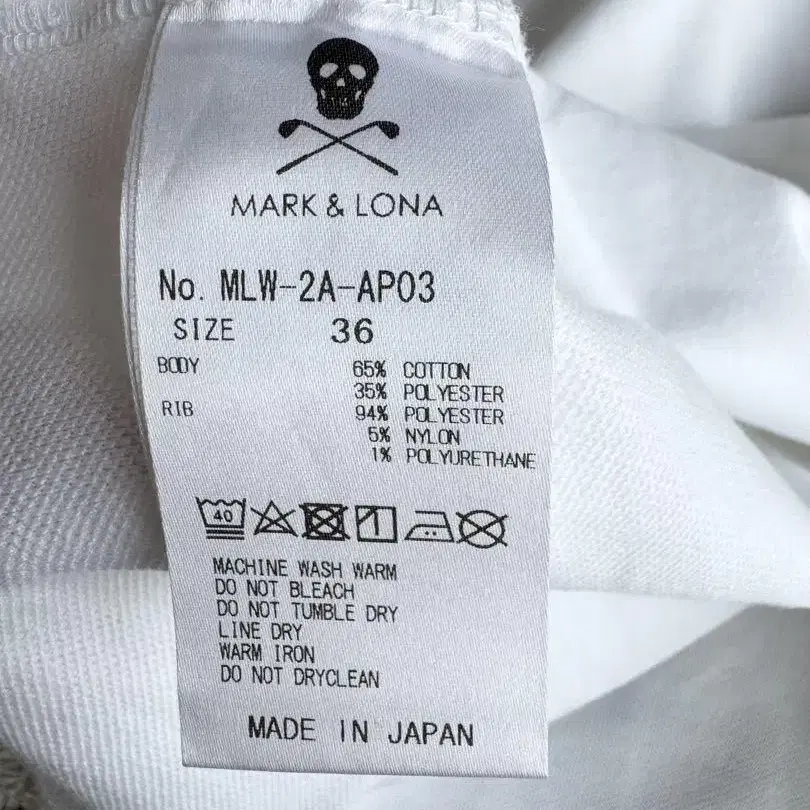 MARK & LONA
No. MLW-2A-AP03
SIZE 36
BODY 65% COTTON
35% POLYESTER
RIB 94% POLYESTER
5% NYLON
1% POLYURETHANE
40
MACHINE WASH WARM
DO NOT BLEACH
DO NOT TUMBLE DRY
LINE DRY
WARM IRON
DO NOT DRYCLEAN
MADE IN JAPAN